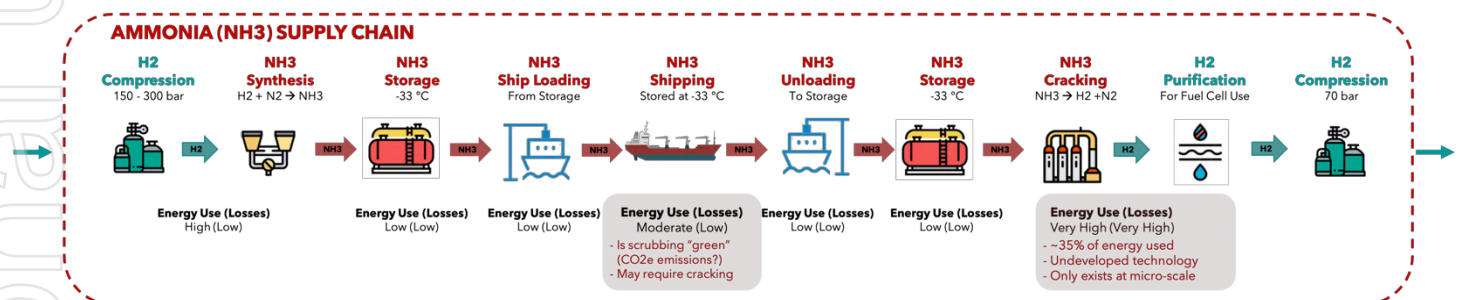 AMMONIA (NH3) SUPPLY CHAIN
H2
Compression
150 - 300 bar
NH3
Synthesis
H2 + N2 → NH3
NH3
Storage
-33 °C
NH3
Ship Loading
From Storage
NH3
Shipping
Stored at -33 °C
NH3
Unloading
To Storage
NH3
Storage
-33 °C
NH3
Cracking
NH3 → H2 +N2
H2
Purification
For Fuel Cell Use
H2
Compression
70 bar
H2
NH3
NH3
NH3
NH3
NH3
NH3
H2
H2
Energy Use (Losses)
High (Low)
Energy Use (Losses)
Low (Low)
Energy Use (Losses)
Low (Low)
Energy Use (Losses)
Moderate (Low)
- Is scrubbing “green”
(CO2e emissions?)
- May require cracking
Energy Use (Losses)
Low (Low)
Energy Use (Losses)
Low (Low)
Energy Use (Losses)
Very High (Very High)
- ~35% of energy used
- Undeveloped technology
- Only exists at micro-scale